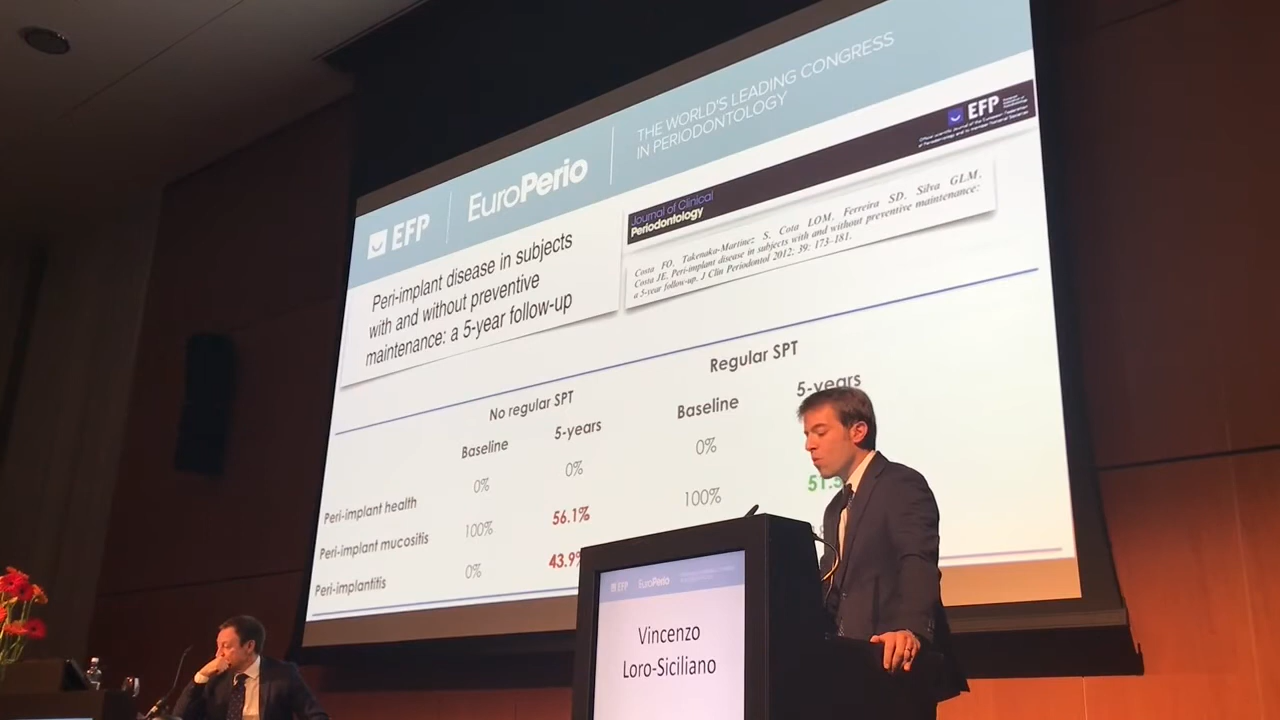 EFP
EuroPerio
THE WORLD'S LEADING CONGRESS
IN PERIODONTOLOGY
Peri-implant disease in subjects
with and without preventive
maintenance: a 5-year follow-up
Journal of Clinical
Periodontology
EFP
Costa FO, Takenaka-Martinez S, Cota LOM, Ferreira SD, Silva GLM,
Costa JE. Peri-implant disease in subjects with and without preventive maintenance:
a 5-year follow-up. J Clin Periodontol 2012; 39: 173–181.
No regular SPT
Regular SPT
Baseline
5-years
Baseline
5-years
Peri-implant health
0%
0%
0%
Peri-implant mucositis
100%
56.1%
100%
51.5
Peri-implantitis
0%
43.9%
EFP
EuroPerio
Vincenzo
Loro-Siciliano